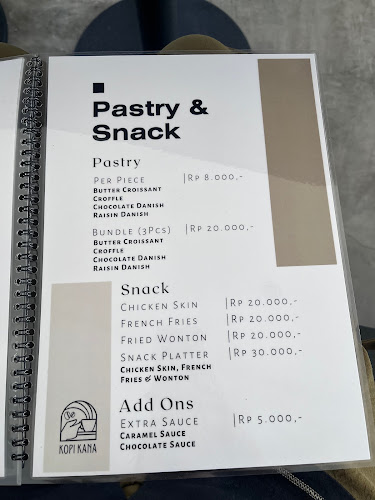 Pastry &
Snack
Pastry
Per Piece |Rp 8.000,-
Butter Croissant
Croffle
Chocolate Danish
Raisin Danish
Bundle (3Pcs) |Rp 20.000,-
Butter Croissant
Croffle
Chocolate Danish
Raisin Danish
Snack
Chicken Skin |Rp 20.000,-
French Fries |Rp 20.000,-
Fried Wonton |Rp 20.000,-
Snack Platter |Rp 30.000,-
Chicken Skin, French
Fries & Wonton
Add Ons
Extra Sauce |Rp 5.000,-
Caramel Sauce
Chocolate Sauce
KOPI KANA